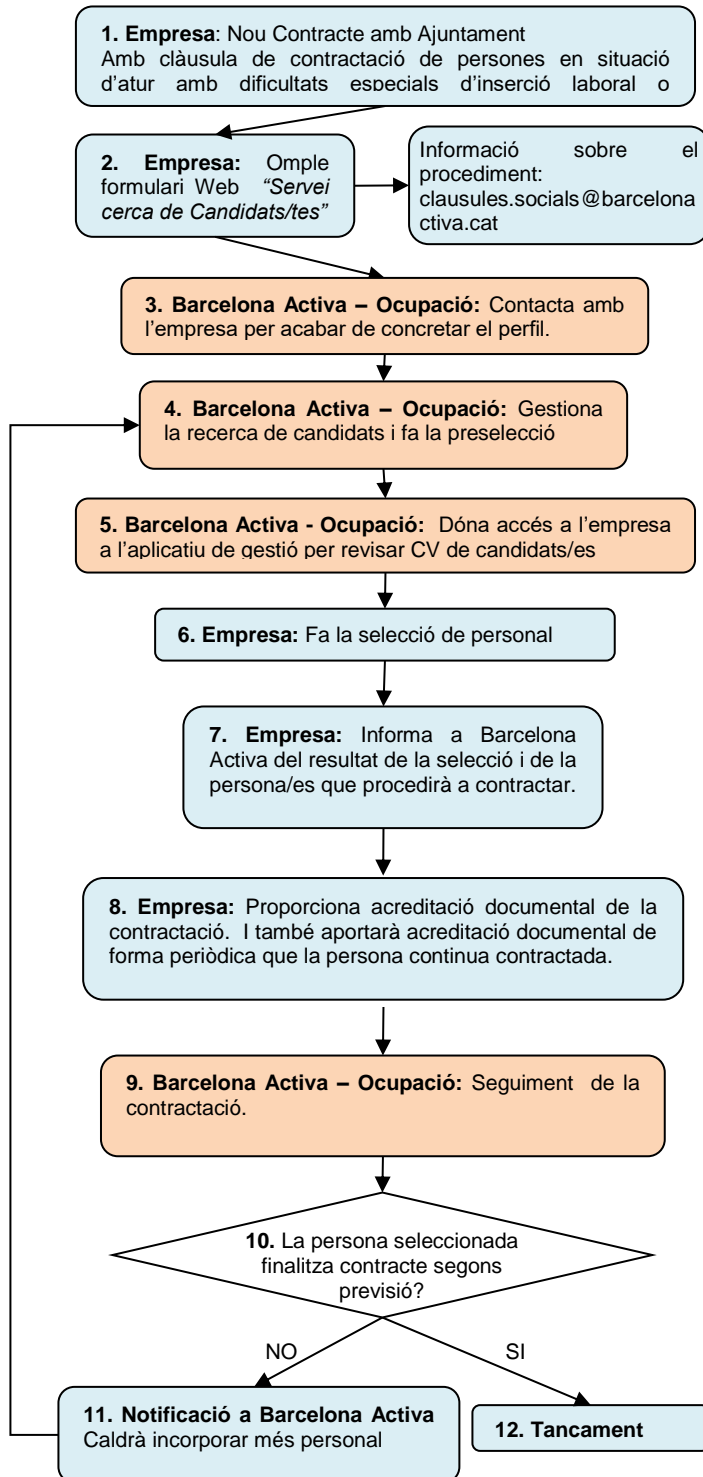 1. Empresa: Nou Contracte amb Ajuntament
Amb clàusula de contractació de persones en situació
d'atur amb dificultats especials d'inserció laboral o
2. Empresa: Omple
formulari Web "Servei
cerca de Candidats/tes"
Informació sobre el
procediment:
clausules.socials@barcelona
ctiva.cat
3. Barcelona Activa – Ocupació: Contacta amb
l'empresa per acabar de concretar el perfil.
4. Barcelona Activa – Ocupació: Gestiona
la recerca de candidats i fa la preselecció
5. Barcelona Activa - Ocupació: Dóna accés a l'empresa
a l'aplicatiu de gestió per revisar CV de candidats/es
6. Empresa: Fa la selecció de personal
7. Empresa: Informa a Barcelona
Activa del resultat de la selecció i de la
persona/es que procedirà a contractar.
8. Empresa: Proporciona acreditació documental de la
contractació. I també aportarà acreditació documental de
forma periòdica que la persona continua contractada.
9. Barcelona Activa – Ocupació: Seguiment de la
contractació.
10. La persona seleccionada
finalitza contracte segons
previsió?
NO
SI
11. Notificació a Barcelona Activa
Caldrà incorporar més personal
12. Tancament